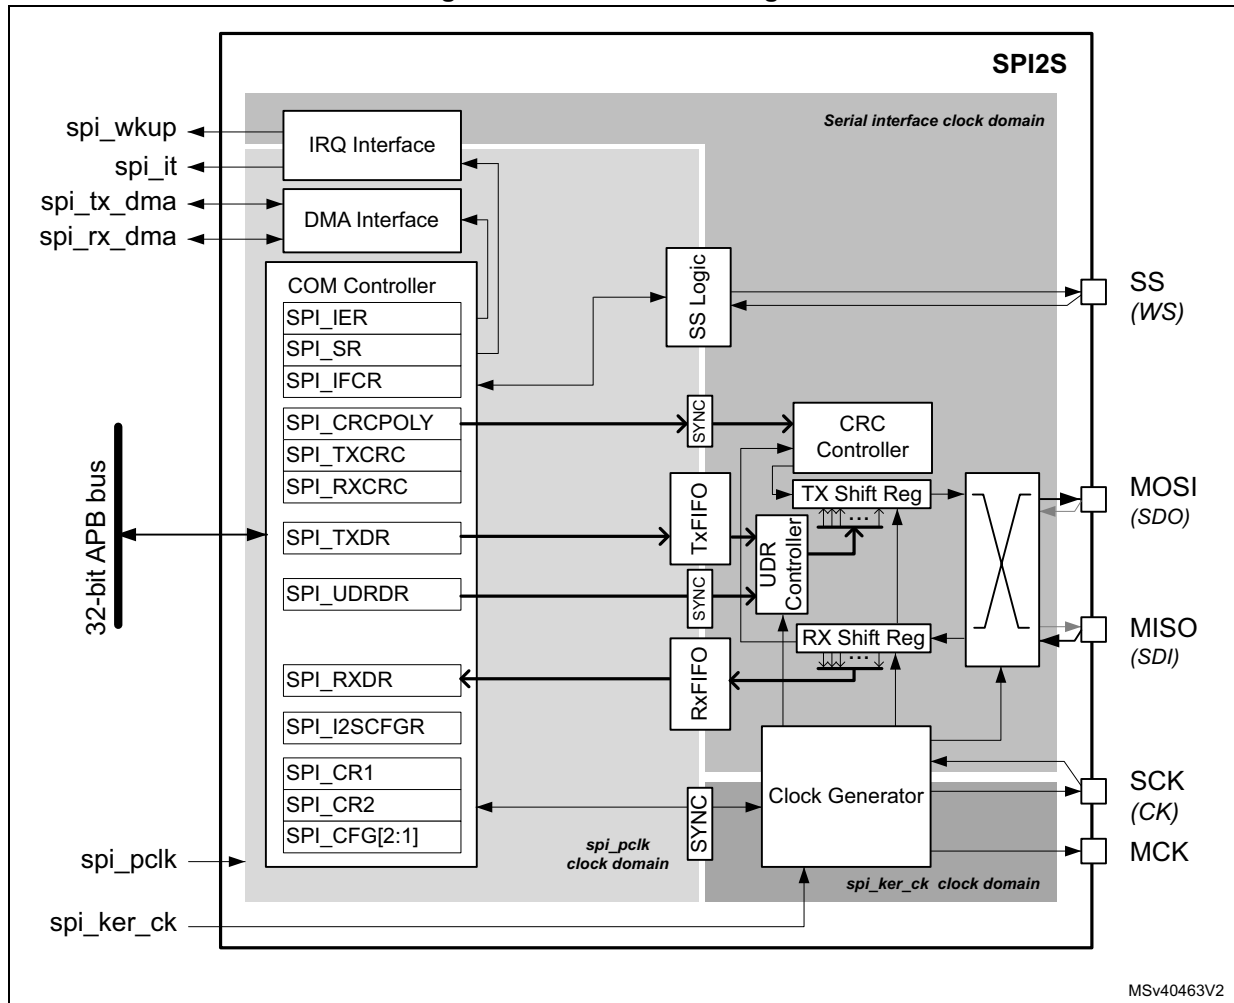 SPI2S
Serial interface clock domain
spi_wkup
IRQ Interface
spi_it
spi_tx_dma
DMA Interface
spi_rx_dma
COM Controller
SPI_IER
SPI_SR
SPI_IFCR
SS Logic
SS
(WS)
SPI_CRCPOLY
SPI_TXCRC
SPI_RXCRC
SYNC
CRC
Controller
32-bit APB bus
SPI_TXDR
TxFIFO
TX Shift Reg
...
MOSI
(SDO)
SPI_UDRDR
SYNC
UDR
Controller
RX Shift Reg
...
MISO
(SDI)
SPI_RXDR
RxFIFO
SPI_I2SCFGR
SPI_CR1
SPI_CR2
SPI_CFG[2:1]
SYNC
Clock Generator
SCK
(CK)
MCK
spi_pclk
clock domain
spi_pclk
spi_ker_ck clock domain
spi_ker_ck
MSv40463V2